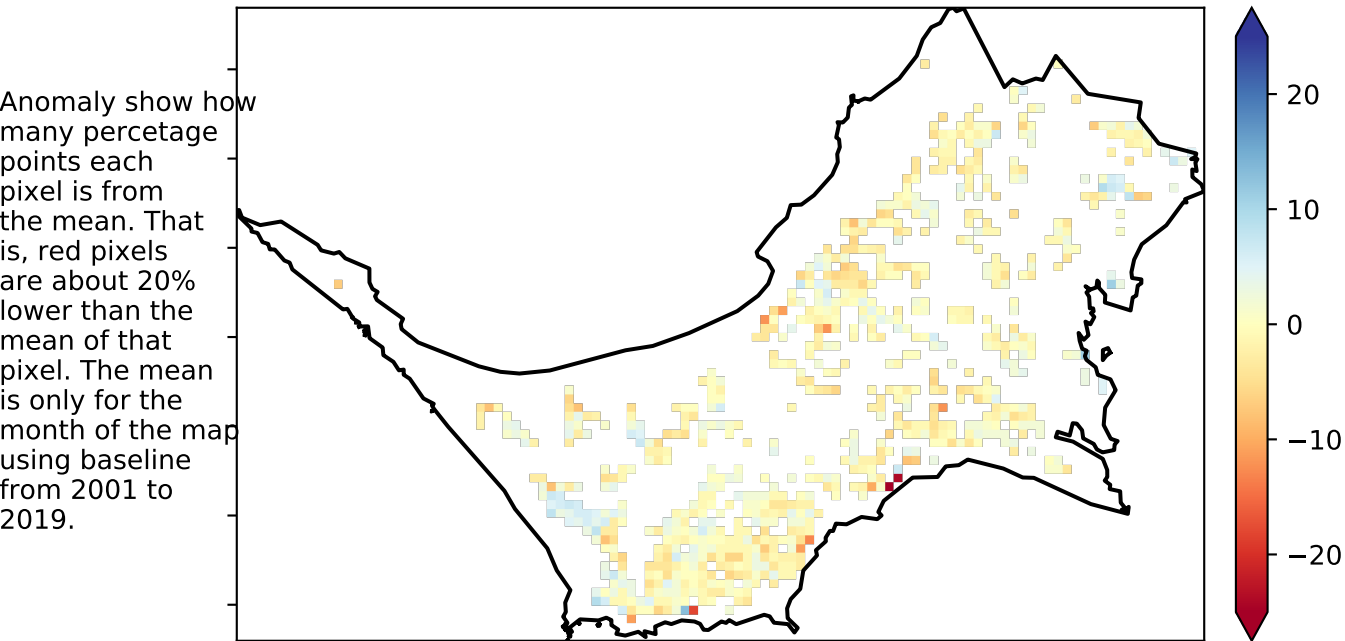 Anomaly show how
many percetage
points each
pixel is from
the mean. That
is, red pixels
are about 20%
lower than the
mean of that
pixel. The mean
is only for the
month of the map
using baseline
from 2001 to
2019.
20
10
0
−10
−20